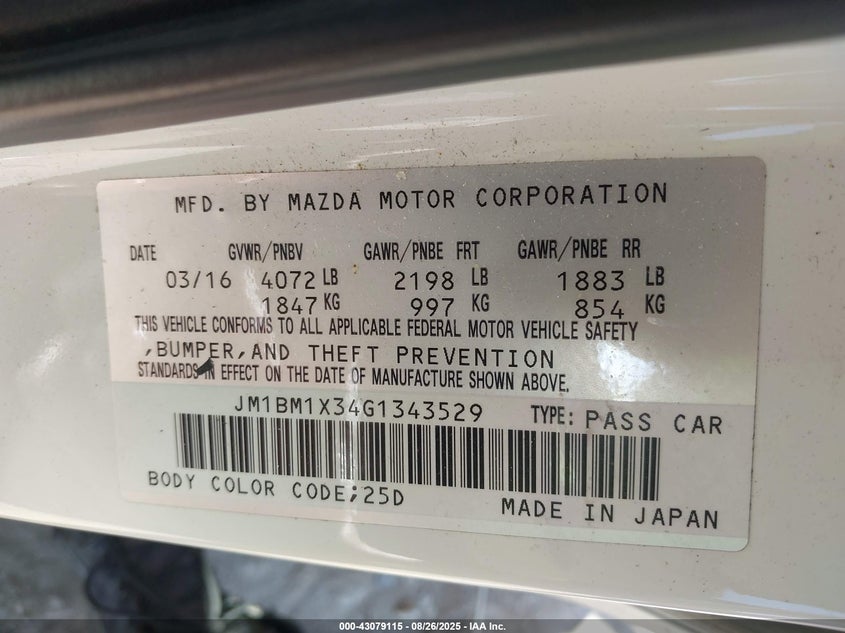 MFD. BY MAZDA MOTOR CORPORATION
DATE GVWR/PNBV GAWR/PNBE FRT GAWR/PNBE RR
03/16 4072 LB 2198 LB 1883 LB
1847 KG 997 KG 854 KG
THIS VEHICLE CONFORMS TO ALL APPLICABLE FEDERAL MOTOR VEHICLE SAFETY
,BUMPER,AND THEFT PREVENTION
STANDARDS IN EFFECT ON THE DATE OF MANUFACTURE SHOWN ABOVE.
JM1BM1X34G1343529 TYPE: PASS CAR
BODY COLOR CODE;25D MADE IN JAPAN
000-43079115 - 08/26/2025 - IAA Inc.